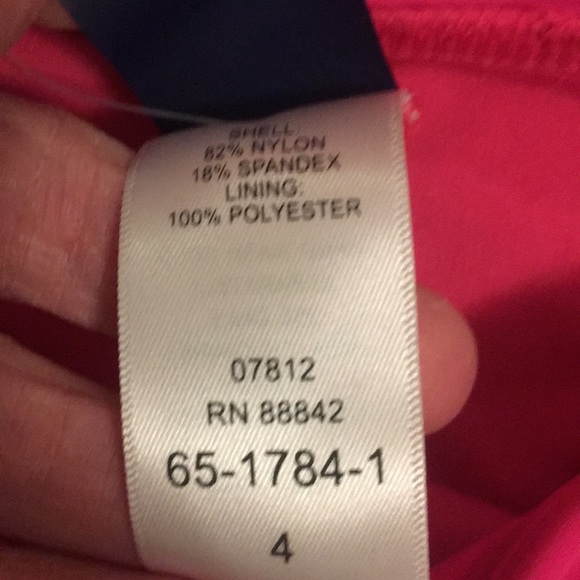 SHELL:
82% NYLON
18% SPANDEX
LINING:
100% POLYESTER
07812
RN 88842
65-1784-1
4